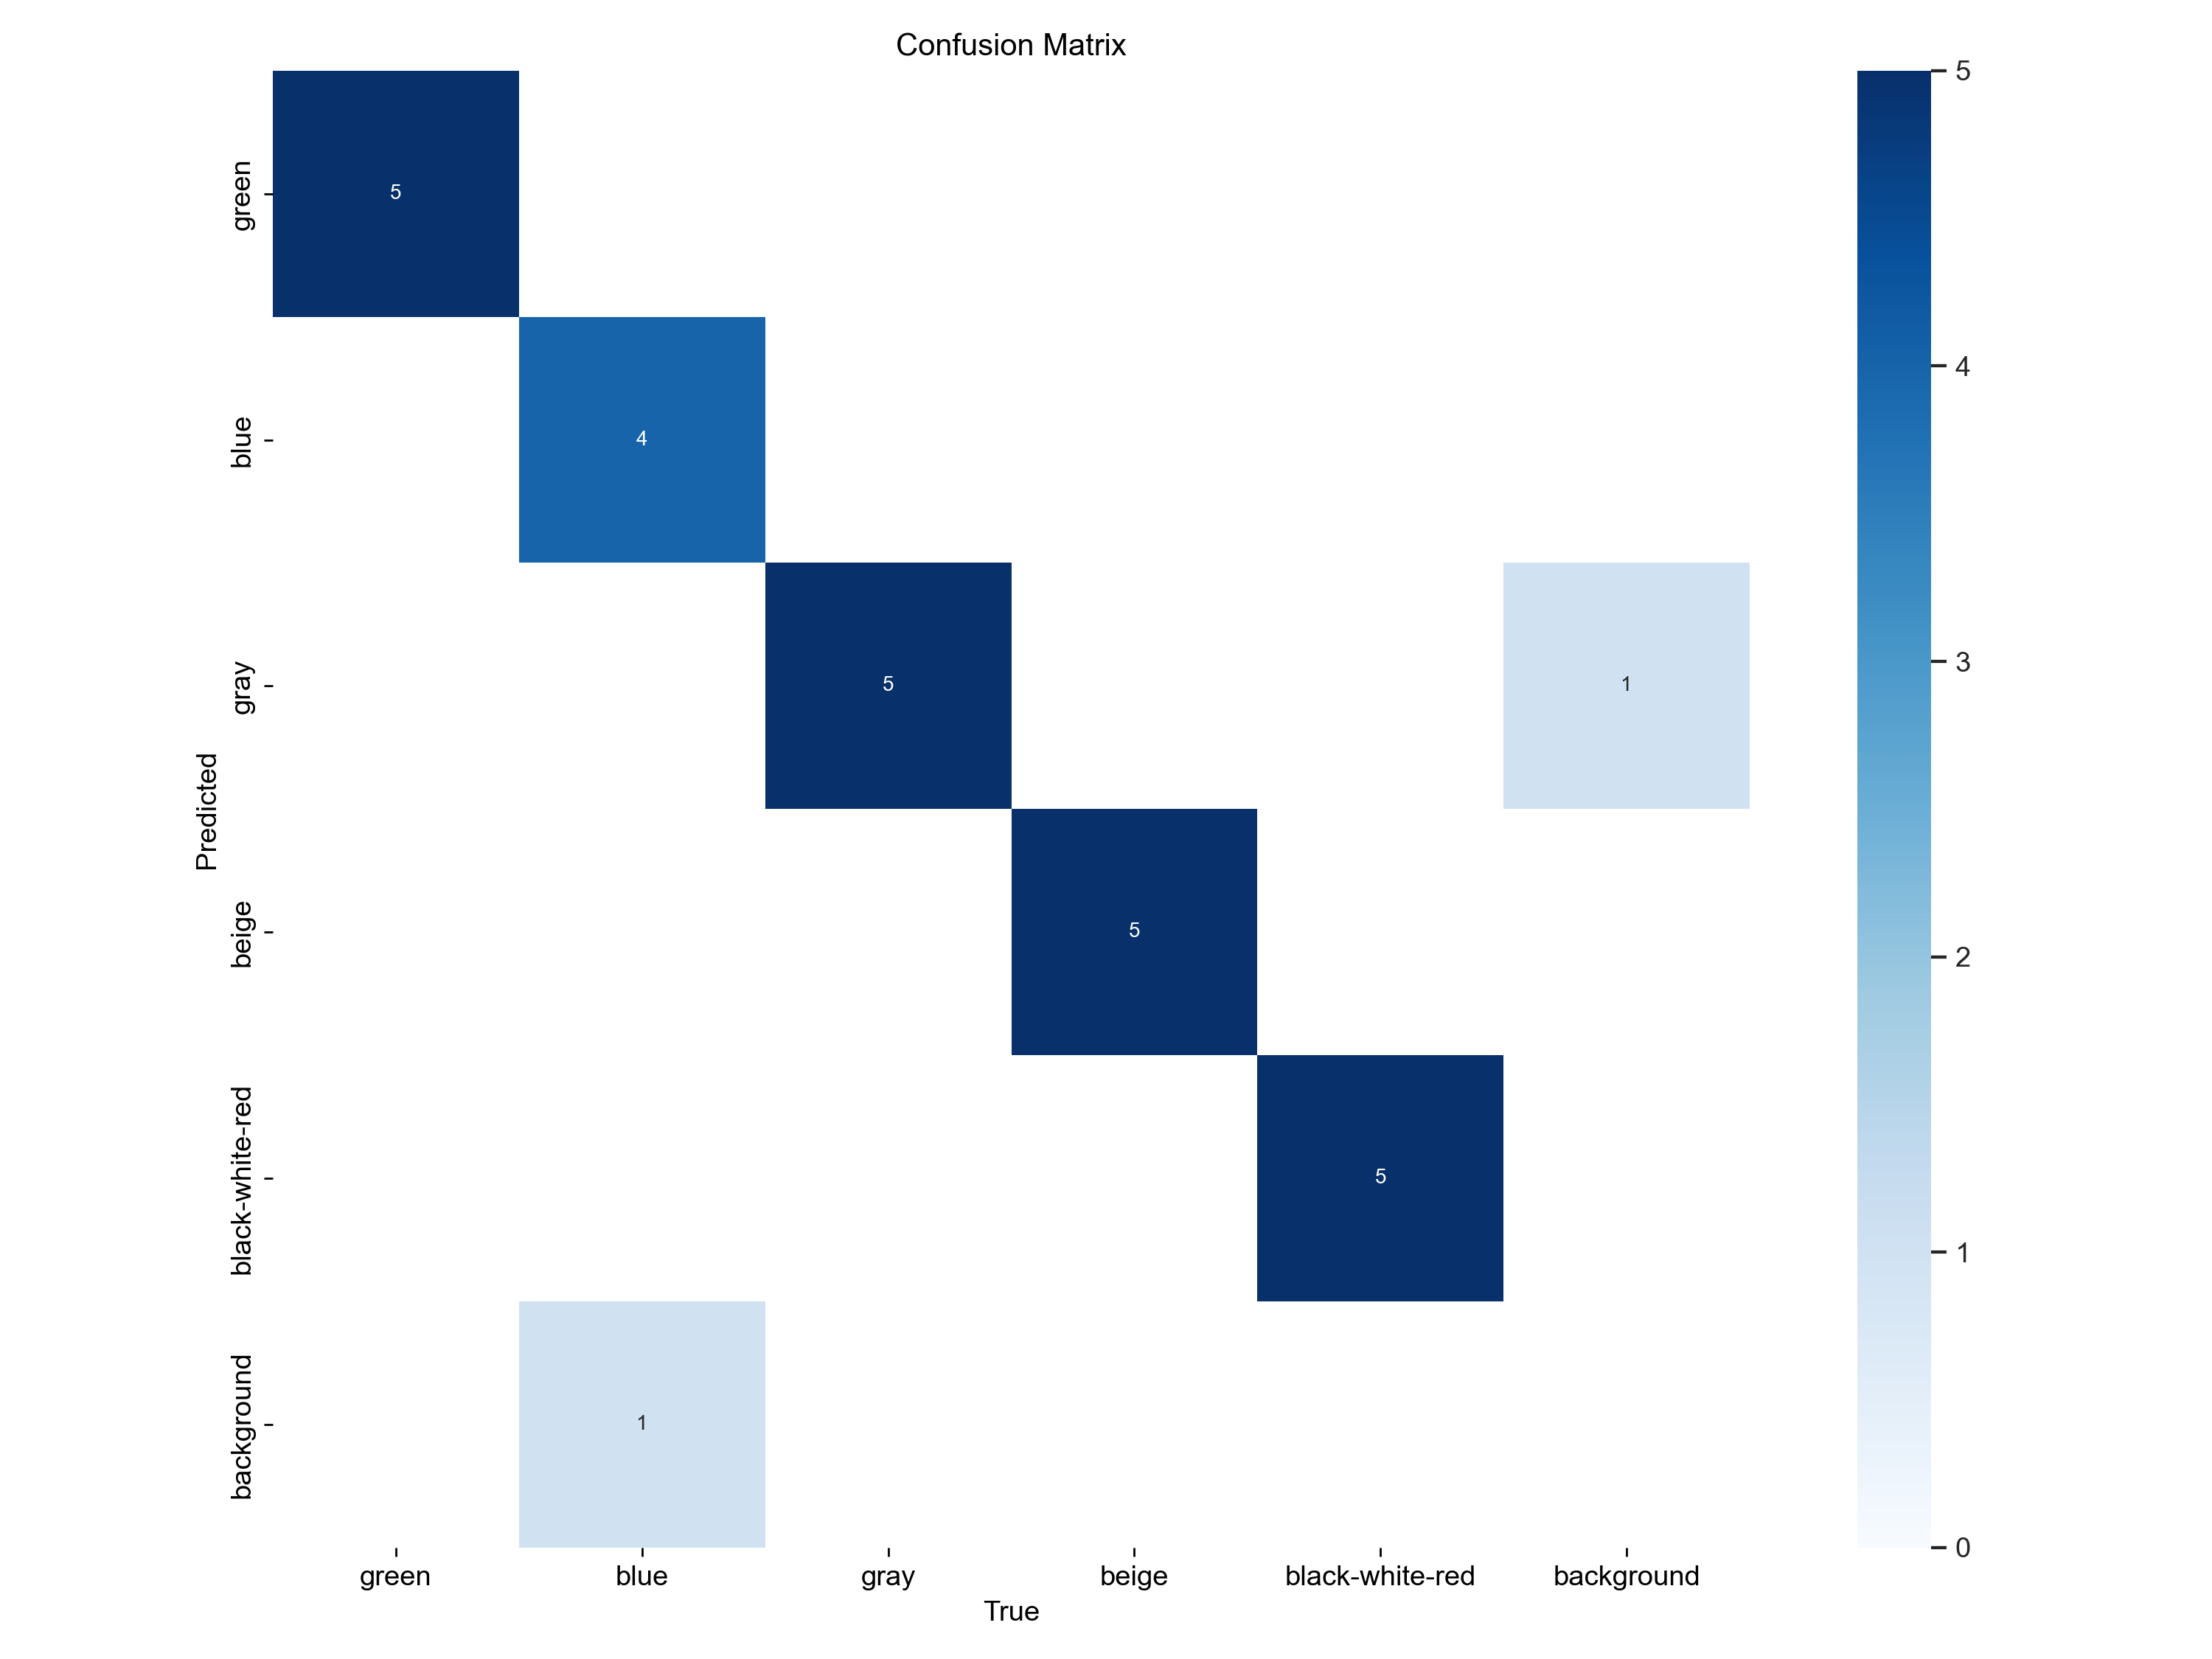 Confusion Matrix
green
5
blue
4
gray
5
1
beige
5
black-white-red
5
background
1
Predicted
green blue gray beige black-white-red background
True
5
4
3
2
1
0